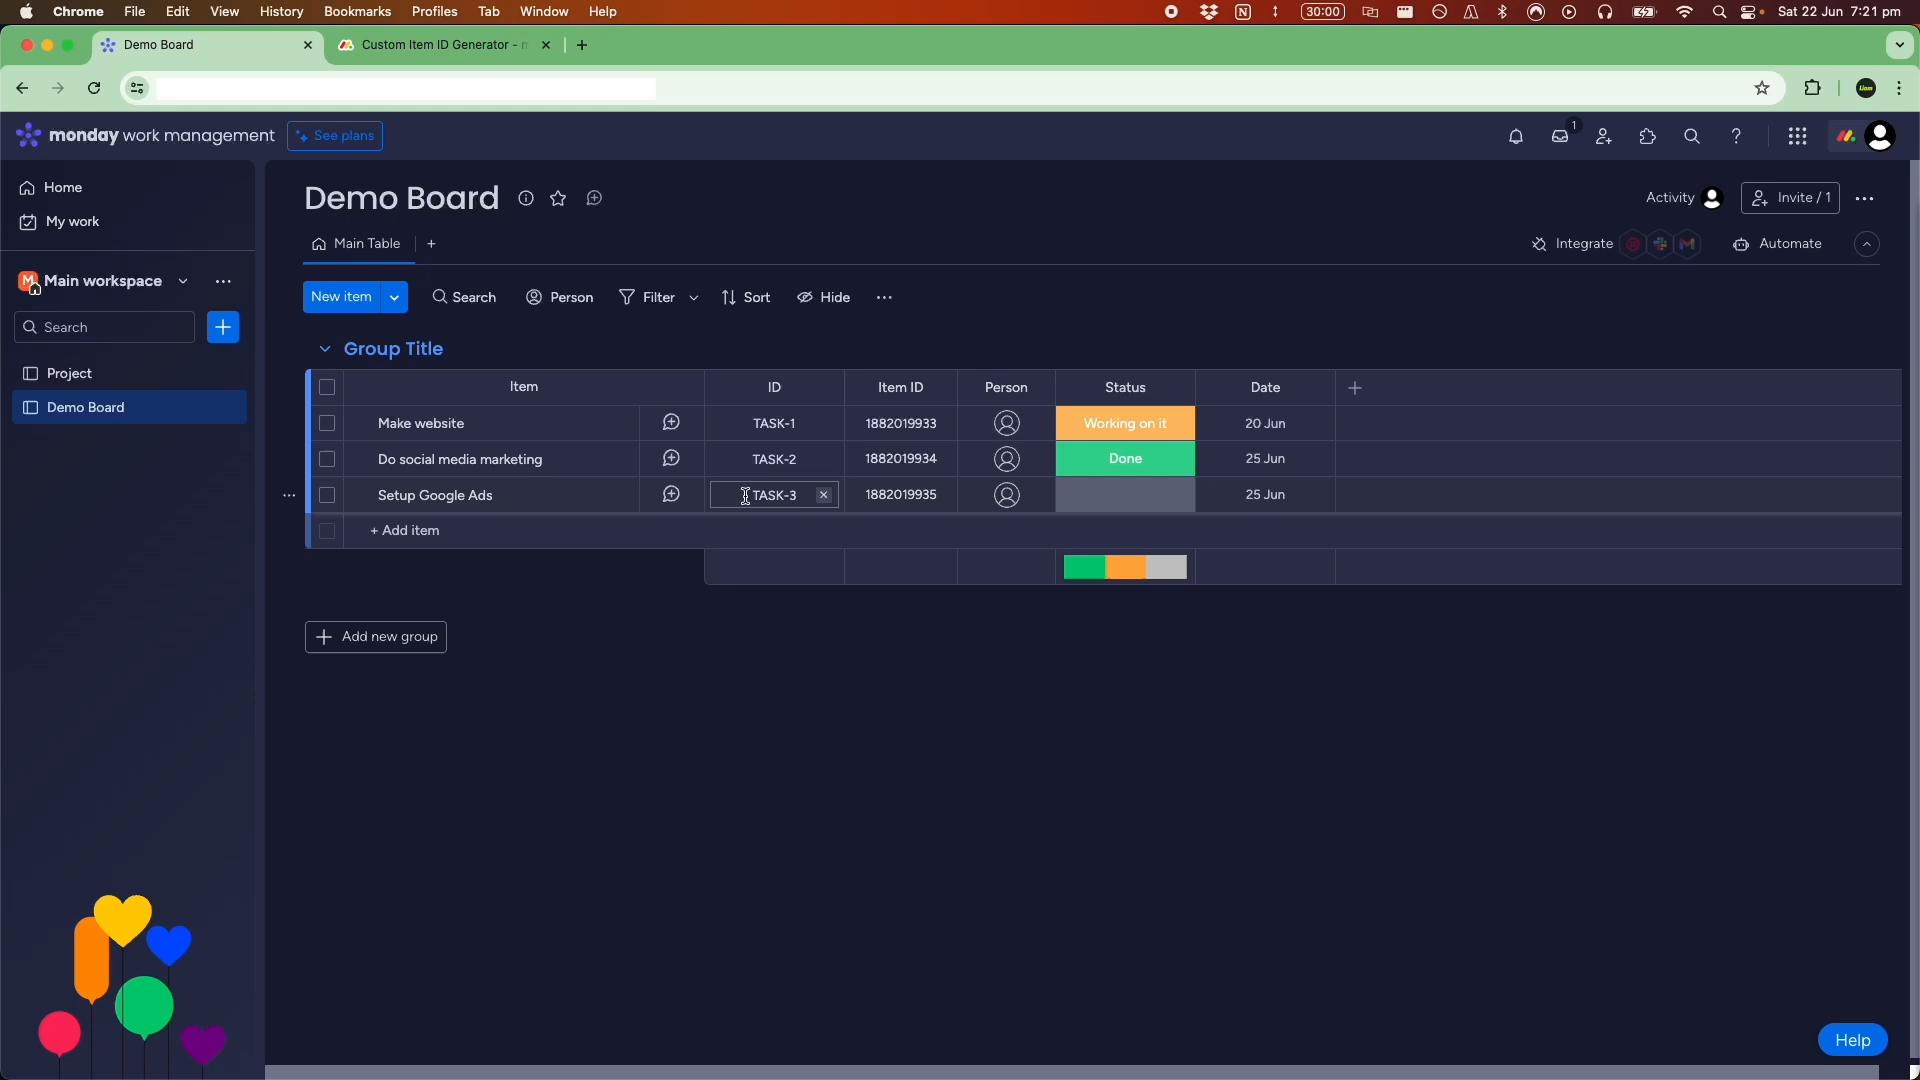 Chrome File Edit View History Bookmarks Profiles Tab Window Help 30:00 Sat 22 Jun 7:21 pm
Demo Board Custom Item ID Generator -
Liam
monday work management See plans 1
Home
My work
M Main workspace
Search
Project
Demo Board
Demo Board
Activity Invite / 1
Main Table + Integrate Automate
New item Search Person Filter Sort Hide
Group Title
Item ID Item ID Person Status Date
Make website TASK-1 1882019933 Working on it 20 Jun
Do social media marketing TASK-2 1882019934 Done 25 Jun
Setup Google Ads TASK-3 1882019935 25 Jun
+ Add item
Add new group
Help